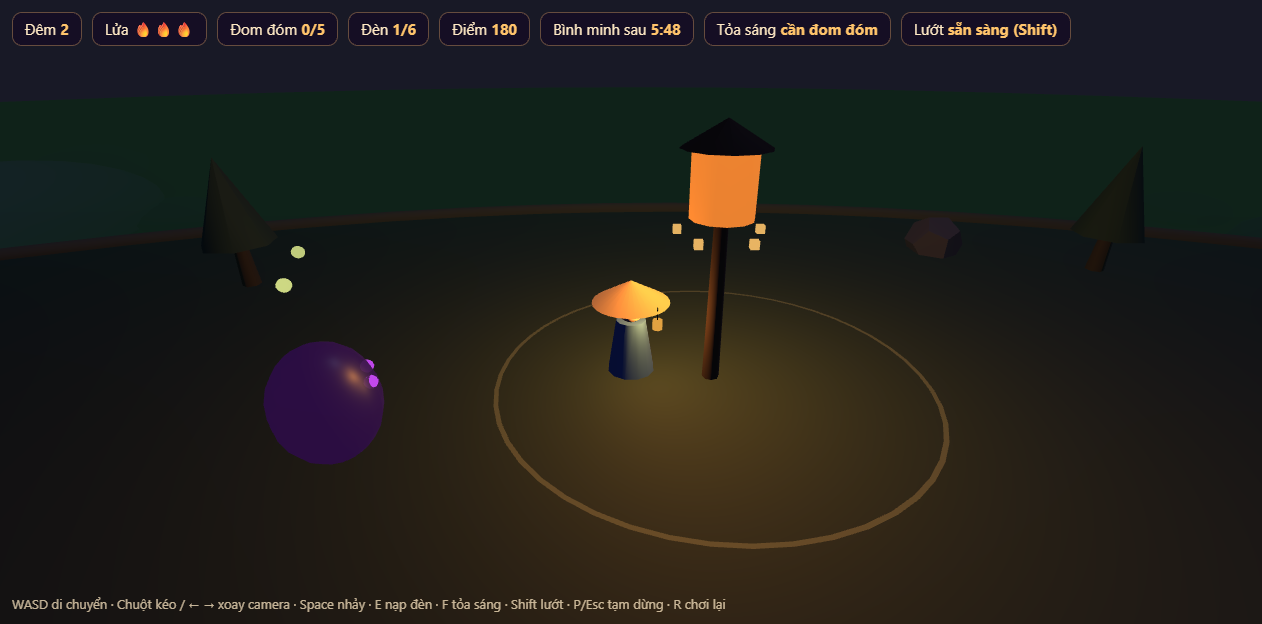 Đêm 2 Lửa 🔥🔥🔥 Đom đóm 0/5 Đèn 1/6 Điểm 180 Bình minh sau 5:48 Tỏa sáng cần đom đóm Lướt sẵn sàng (Shift)
WASD di chuyển · Chuột kéo / ← → xoay camera · Space nhảy · E nạp đèn · F tỏa sáng · Shift lướt · P/Esc tạm dừng · R chơi lại